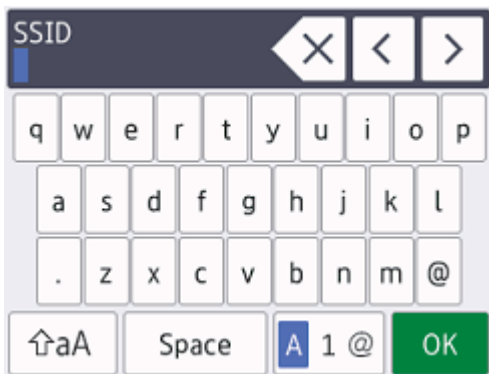 SSID
q w e r t y u i o p
a s d f g h j k l
. z x c v b n m @
aA Space A 1 @ OK